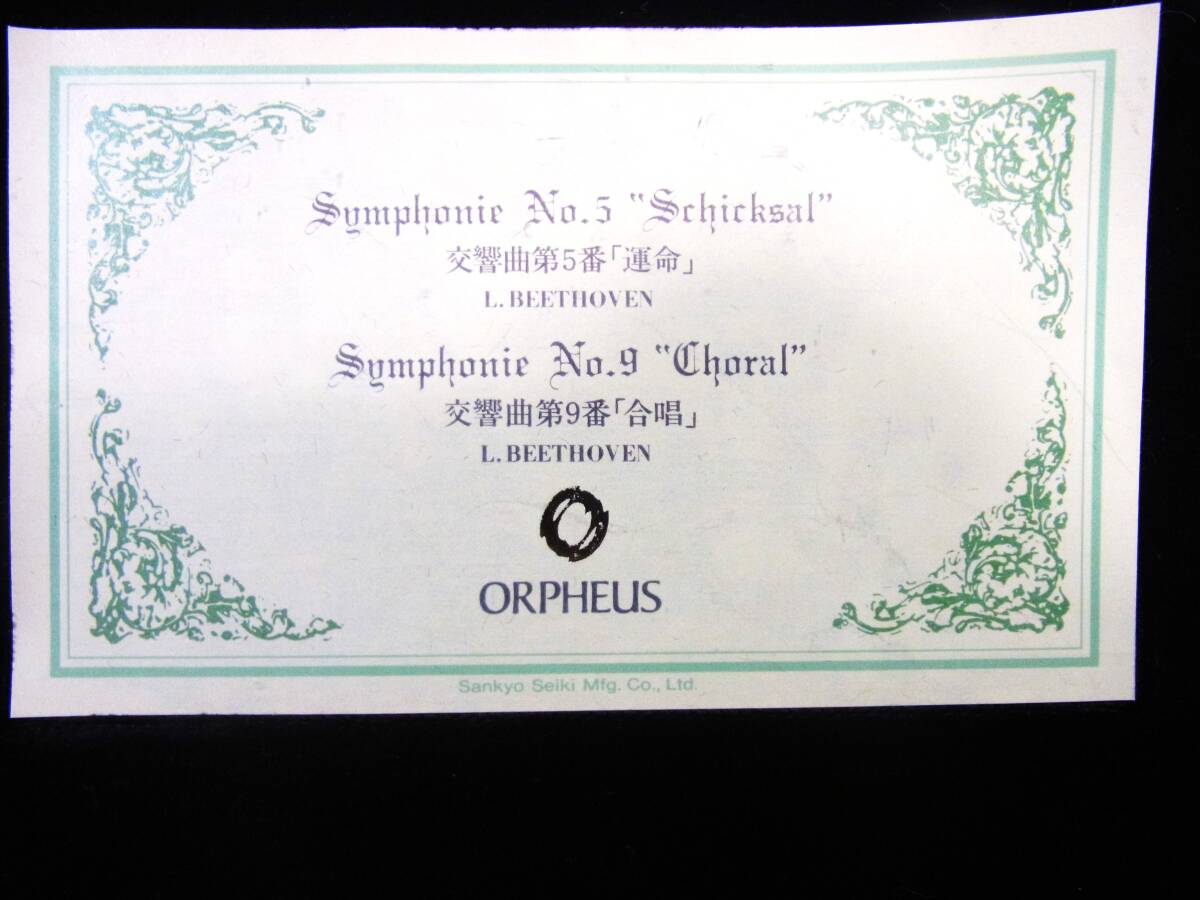 Symphonie No.5 “Schicksal”
交響曲第5番「運命」
L. BEETHOVEN
Symphonie No.9 “Choral”
交響曲第9番「合唱」
L. BEETHOVEN
ORPHEUS
Sankyo Seiki Mfg. Co., Ltd.